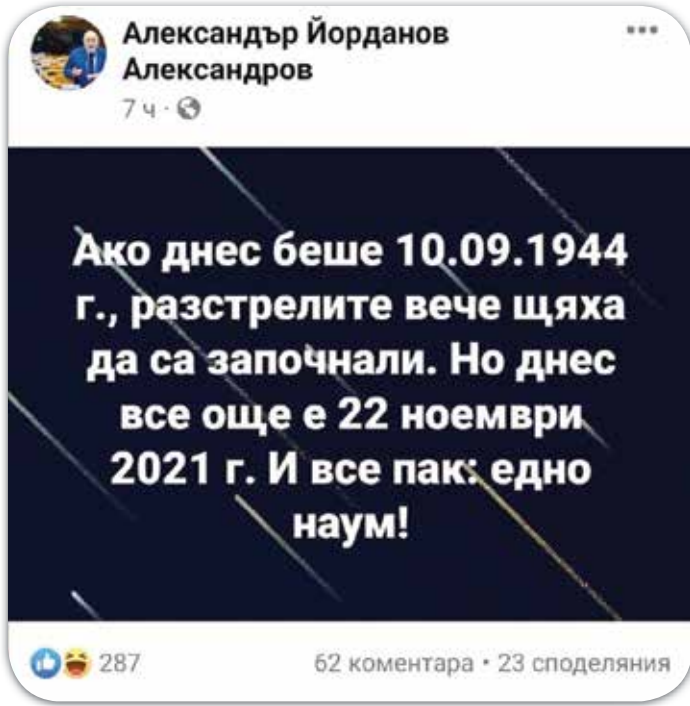 Александър Йорданов
Александров
7 ч ·
Ако днес беше 10.09.1944
г., разстрелите вече щяха
да са започнали. Но днес
все още е 22 ноември
2021 г. И все пак: едно
наум!
287 62 коментара • 23 споделяния